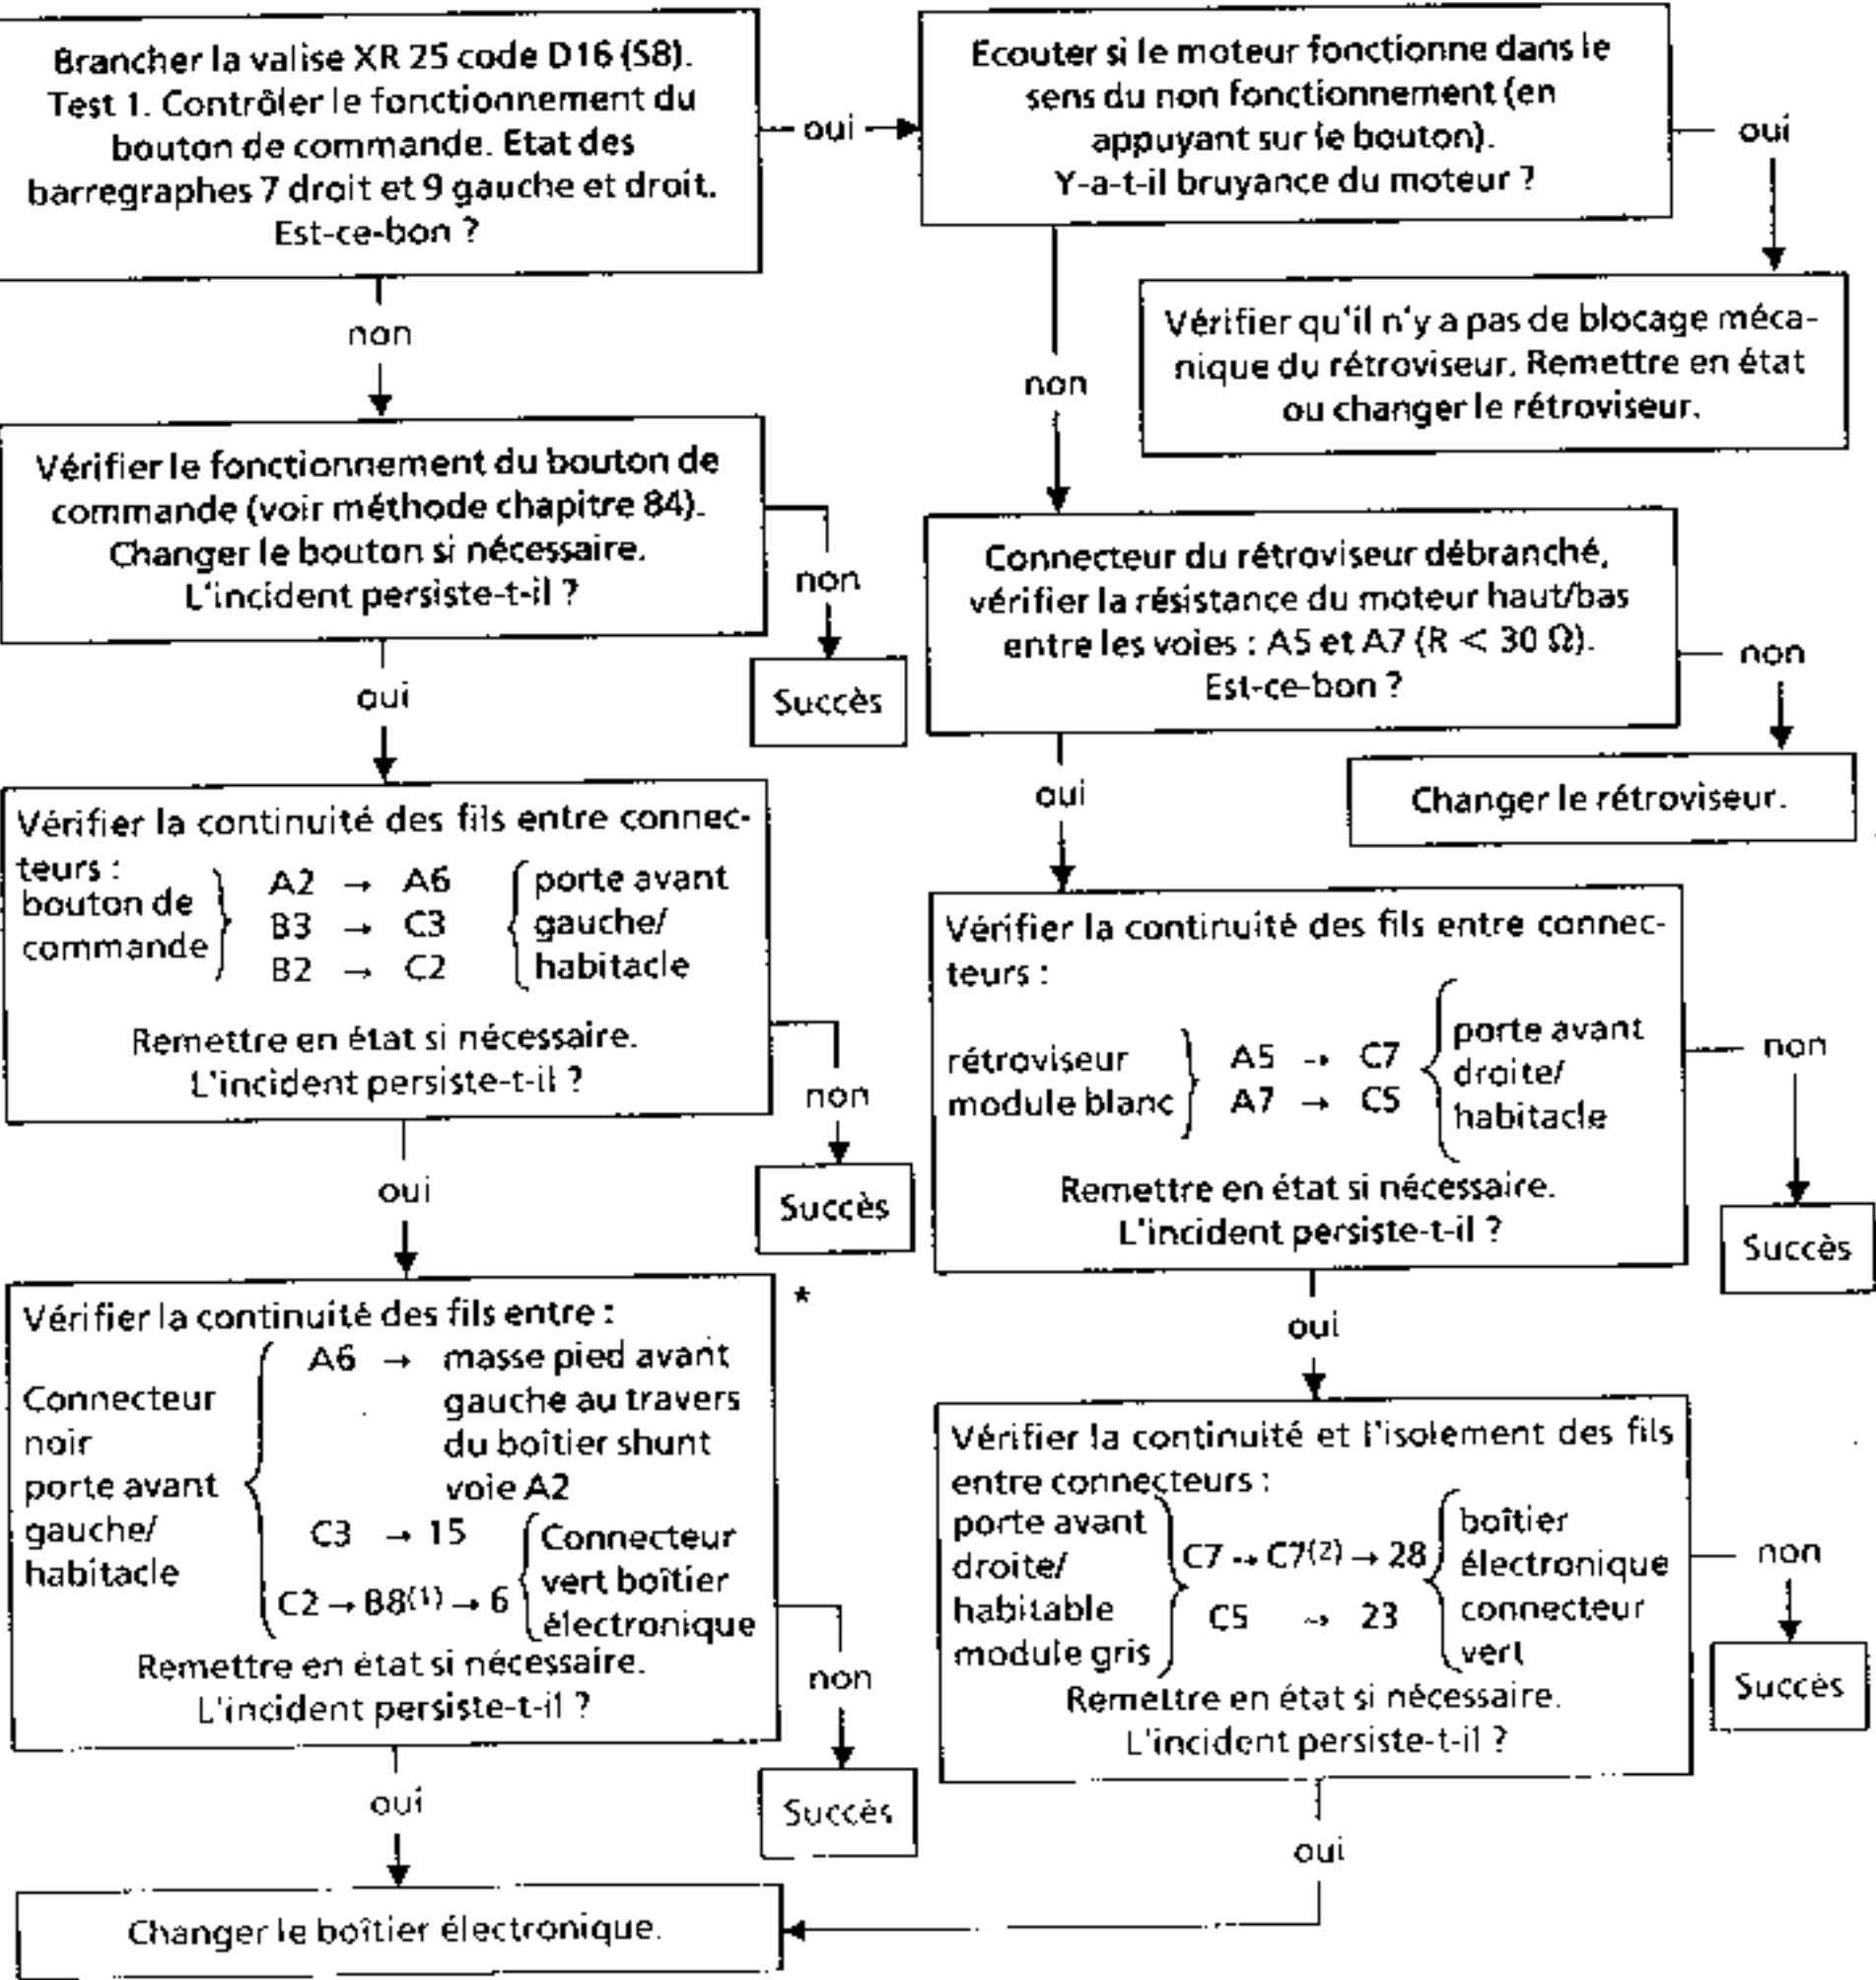 Brancher la valise XR 25 code D16 (S8).
Test 1. Contrôler le fonctionnement du
bouton de commande. Etat des
barregraphes 7 droit et 9 gauche et droit.
Est-ce-bon ?
oui
Ecouter si le moteur fonctionne dans le
sens du non fonctionnement (en
appuyant sur le bouton).
Y-a-t-il bruyance du moteur ?
oui
non
Vérifier qu'il n'y a pas de blocage méca-
nique du rétroviseur. Remettre en état
ou changer le rétroviseur.
non
Vérifier le fonctionnement du bouton de
commande (voir méthode chapitre 84).
Changer le bouton si nécessaire.
L'incident persiste-t-il ?
non
Succès
oui
Connecteur du rétroviseur débranché,
vérifier la résistance du moteur haut/bas
entre les voies : A5 et A7 (R < 30 Ω).
Est-ce-bon ?
non
Changer le rétroviseur.
oui
Vérifier la continuité des fils entre connec-
teurs :
bouton de
commande
A2 → A6
B3 → C3
B2 → C2
porte avant
gauche/
habitacle
Remettre en état si nécessaire.
L'incident persiste-t-il ?
non
Succès
oui
Vérifier la continuité des fils entre connec-
teurs :
rétroviseur
module blanc
A5 → C7
A7 → C5
porte avant
droite/
habitacle
Remettre en état si nécessaire.
L'incident persiste-t-il ?
non
Succès
oui
Vérifier la continuité des fils entre :
*
Connecteur
noir
porte avant
gauche/
habitacle
A6 → masse pied avant
gauche au travers
du boîtier shunt
voie A2
C3 → 15
C2 → B8(1) → 6
Connecteur
vert boîtier
électronique
Remettre en état si nécessaire.
L'incident persiste-t-il ?
non
Succès
oui
Vérifier la continuité et l'isolement des fils
entre connecteurs :
porte avant
droite/
habitable
module gris
C7 → C7(2) → 28
C5 → 23
boîtier
électronique
connecteur
vert
Remettre en état si nécessaire.
L'incident persiste-t-il ?
non
Succès
oui
Changer le boîtier électronique.